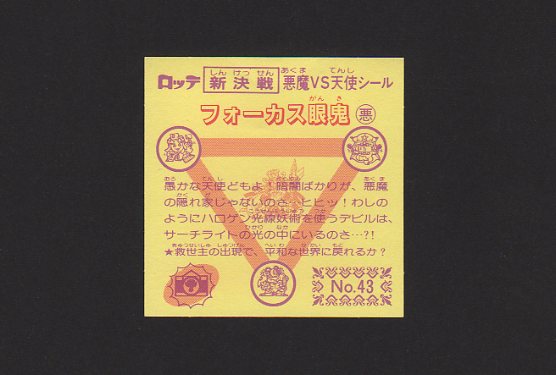 ロッテ 新決戦 悪魔VS天使シール
フォーカス眼鬼 悪
愚かな天使どもよ！暗闇ばかりが、悪魔
の隠れ家じゃないのさ…ヒヒッ！わしの
ようにハロゲン光線妖術を使うデビルは、
サーチライトの光の中にいるのさ…?!
★救世主の出現で、平和な世界に戻れるか？
No.43